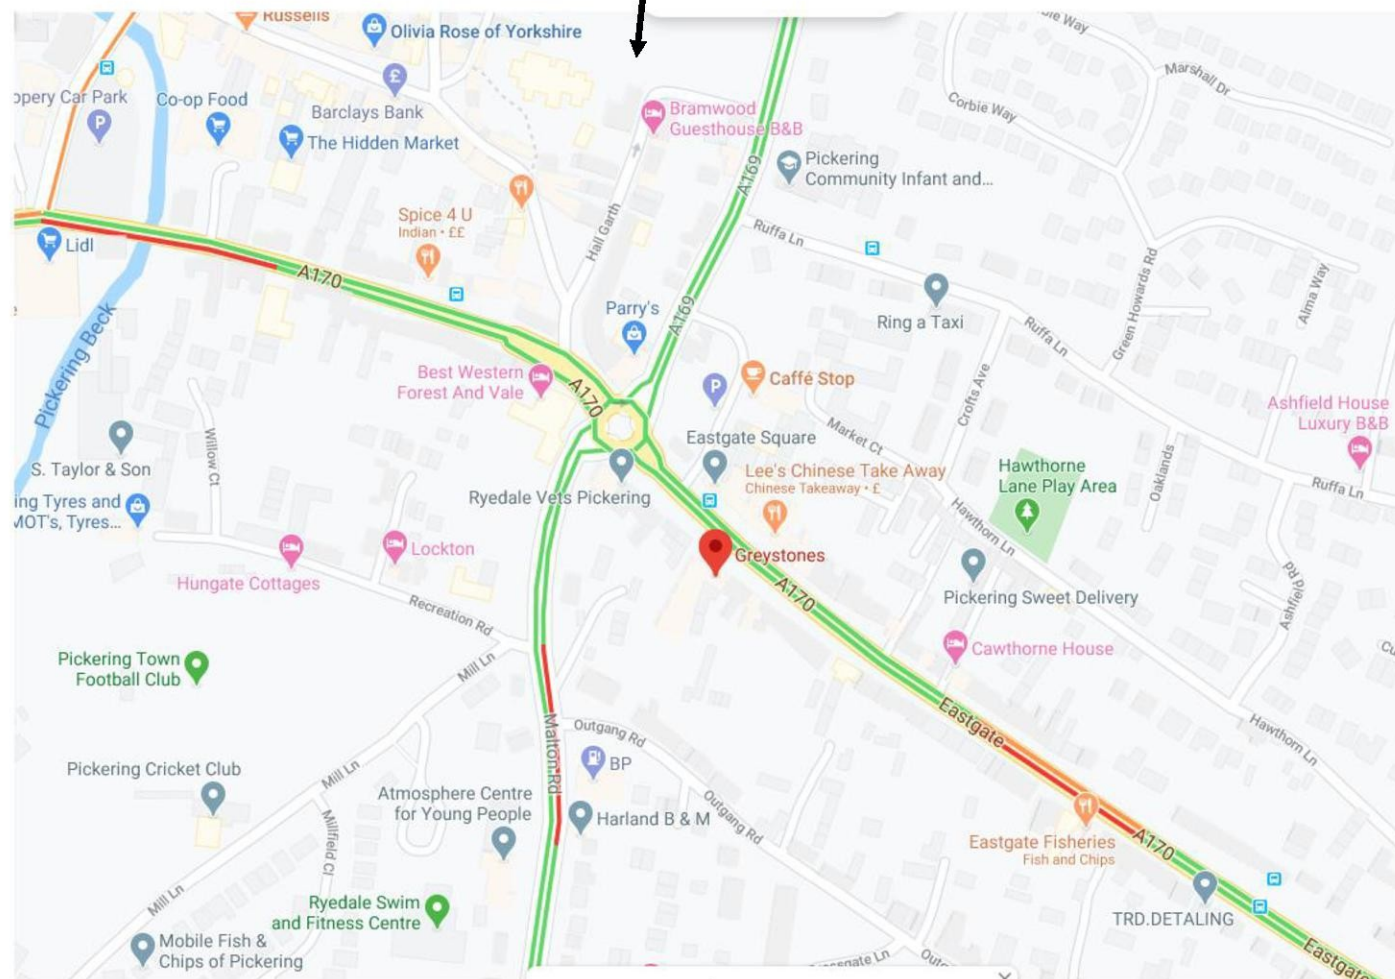 Russells
Olivia Rose of Yorkshire
Corbie Way
Marshall Dr
Co-op Food
Barclays Bank
Bramwood
Guesthouse B&B
Corbie Way
Car Park
The Hidden Market
A169
Pickering
Community Infant and...
Spice 4 U
Indian • ££
Hall Garth
Ruffa Ln
Lidl
A170
Green Howards Rd
Alma Way
Parry's
A169
Ring a Taxi
Ruffa Ln
Pickering Beck
Best Western
Forest And Vale
A170
Caffé Stop
Crofts Ave
Ashfield House
Luxury B&B
Market Ct
Eastgate Square
S. Taylor & Son
Willow Ct
Ryedale Vets Pickering
Lee's Chinese Take Away
Chinese Takeaway • £
Hawthorne
Lane Play Area
Oaklands
Ruffa Ln
ing Tyres and
MOT's, Tyres...
Hawthorn Ln
Lockton
Greystones
Hungate Cottages
A170
Pickering Sweet Delivery
Ashfield Rd
Recreation Rd
Cawthorne House
Pickering Town
Football Club
Mill Ln
Eastgate
Hawthorn Ln
Malton Rd
Outgang Rd
BP
Pickering Cricket Club
Mill Ln
Atmosphere Centre
for Young People
Harland B & M
Outgang Rd
Millfield Cl
Eastgate Fisheries
Fish and Chips
A170
Mill Ln
Ryedale Swim
and Fitness Centre
TRD.DETALING
Mobile Fish &
Chips of Pickering
Eastgate